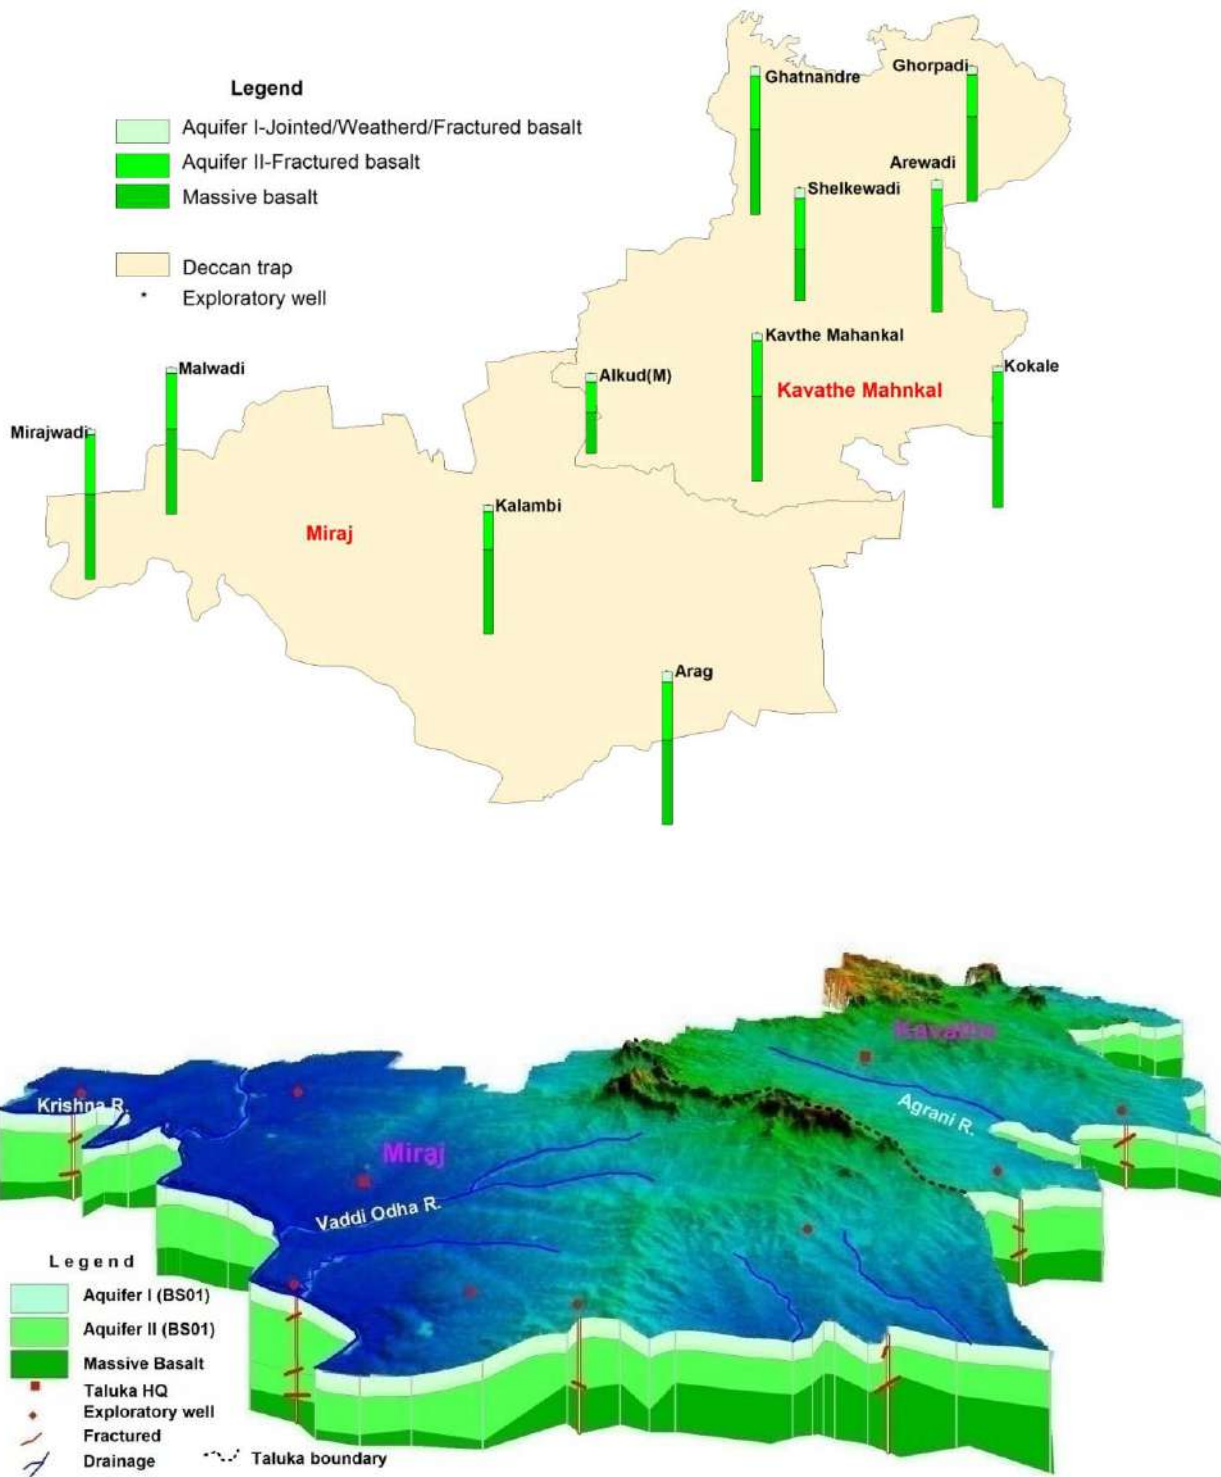 Legend
Aquifer I-Jointed/Weatherd/Fractured basalt
Aquifer II-Fractured basalt
Massive basalt
Deccan trap
Exploratory well
Ghatnandre
Ghorpadi
Arewadi
Shelkewadi
Kavthe Mahankal
Kokale
Alkud(M)
Kavathe Mahnkal
Malwadi
Mirajwadi
Kalambi
Miraj
Arag
Kavathe
Krishna R.
Agrani R.
Miraj
Vaddi Odha R.
Legend
Aquifer I (BS01)
Aquifer II (BS01)
Massive Basalt
Taluka HQ
Exploratory well
Fractured
Drainage
Taluka boundary